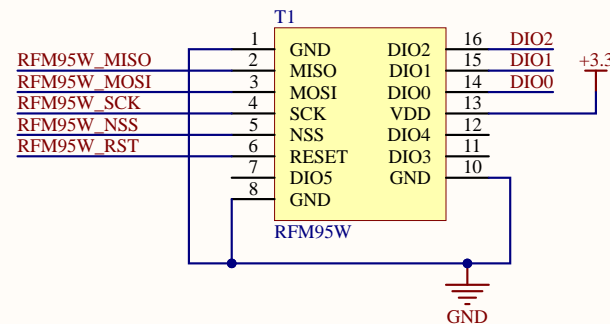 T1
1 GND DIO2 16 DIO2
RFM95W_MISO 2 MISO DIO1 15 DIO1 +3.3
RFM95W_MOSI 3 MOSI DIO0 14 DIO0
RFM95W_SCK 4 SCK VDD 13
RFM95W_NSS 5 NSS DIO4 12
RFM95W_RST 6 RESET DIO3 11
7 DIO5 GND 10
8 GND
RFM95W
GND